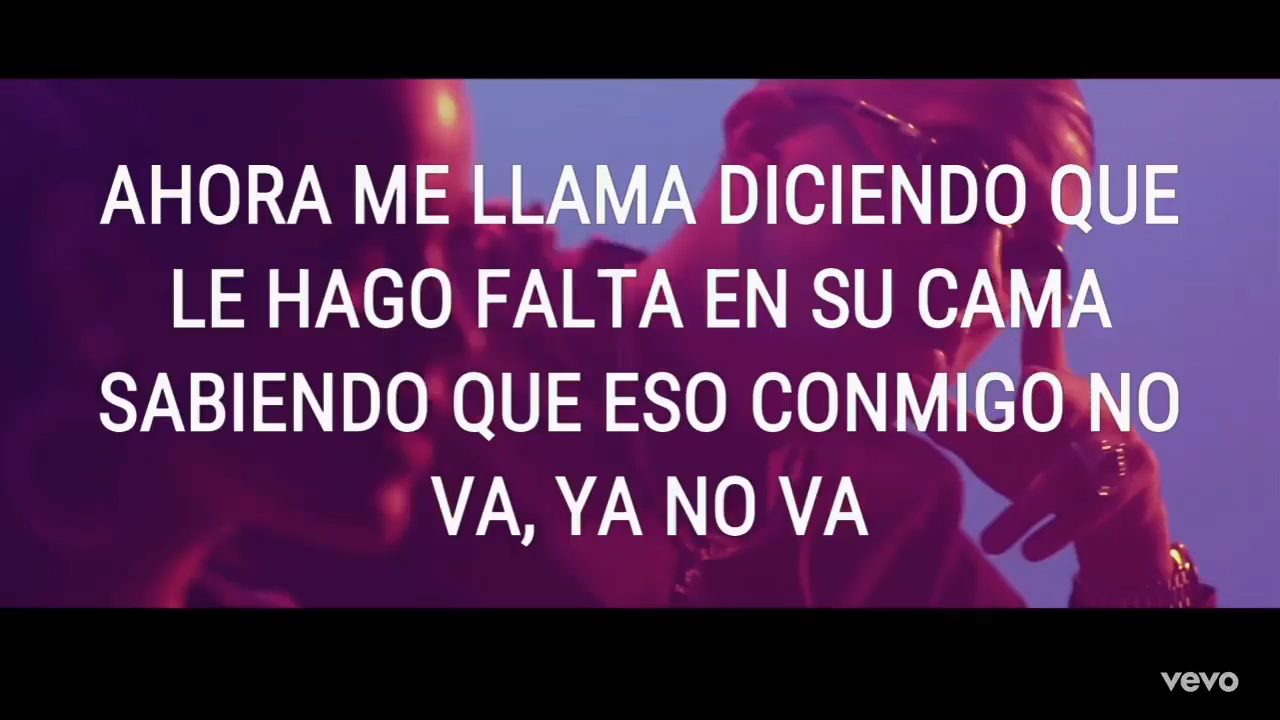 AHORA ME LLAMA DICIENDO QUE
LE HAGO FALTA EN SU CAMA
SABIENDO QUE ESO CONMIGO NO
VA, YA NO VA
vevo